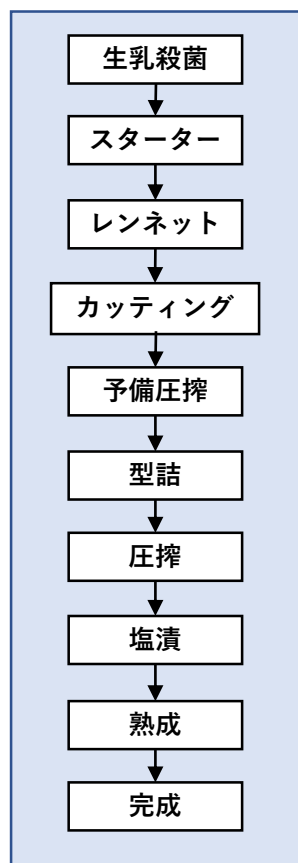 生乳殺菌
スターター
レンネット
カッティング
予備圧搾
型詰
圧搾
塩漬
熟成
完成